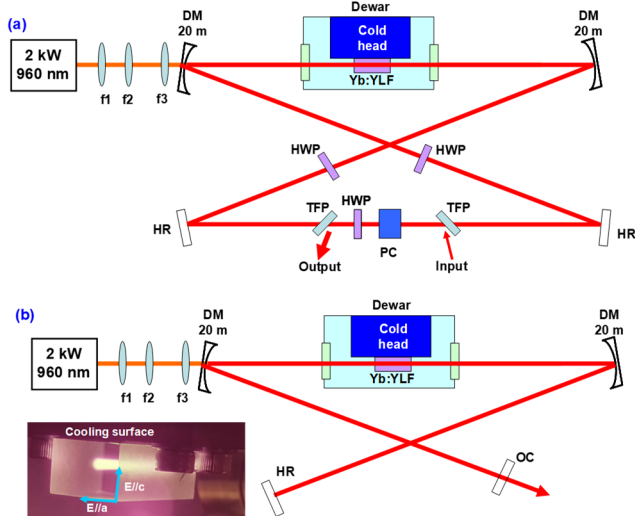 (a)
Dewar
DM
20 m
DM
20 m
2 kW
960 nm
Cold
head
Yb:YLF
f1
f2
f3
HWP
HWP
HR
TFP
HWP
TFP
HR
PC
Output
Input
(b)
Dewar
DM
20 m
DM
20 m
2 kW
960 nm
Cold
head
Yb:YLF
f1
f2
f3
Cooling surface
E//c
E//a
HR
OC